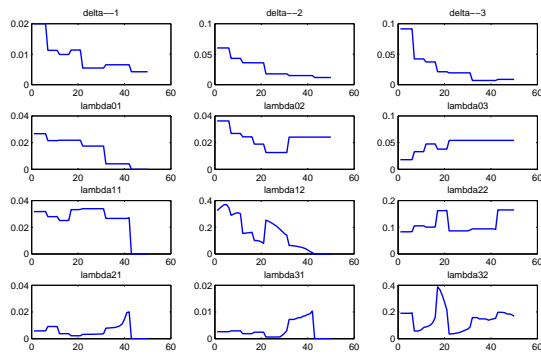 delta−−1 delta−−2 delta−−3
0.02 0.1 0.1
0.01 0.05 0.05
0 0 0
0 20 40 60 0 20 40 60 0 20 40 60
lambda01 lambda02 lambda03
0.04 0.04 0.1
0.02 0.02 0.05
0 0 0
0 20 40 60 0 20 40 60 0 20 40 60
lambda11 lambda12 lambda22
0.04 0.04 0.2
0.02 0.02 0.1
0 0 0
0 20 40 60 0 20 40 60 0 20 40 60
lambda21 lambda31 lambda32
0.02 0.02 0.4
0.01 0.01 0.2
0 0 0
0 20 40 60 0 20 40 60 0 20 40 60